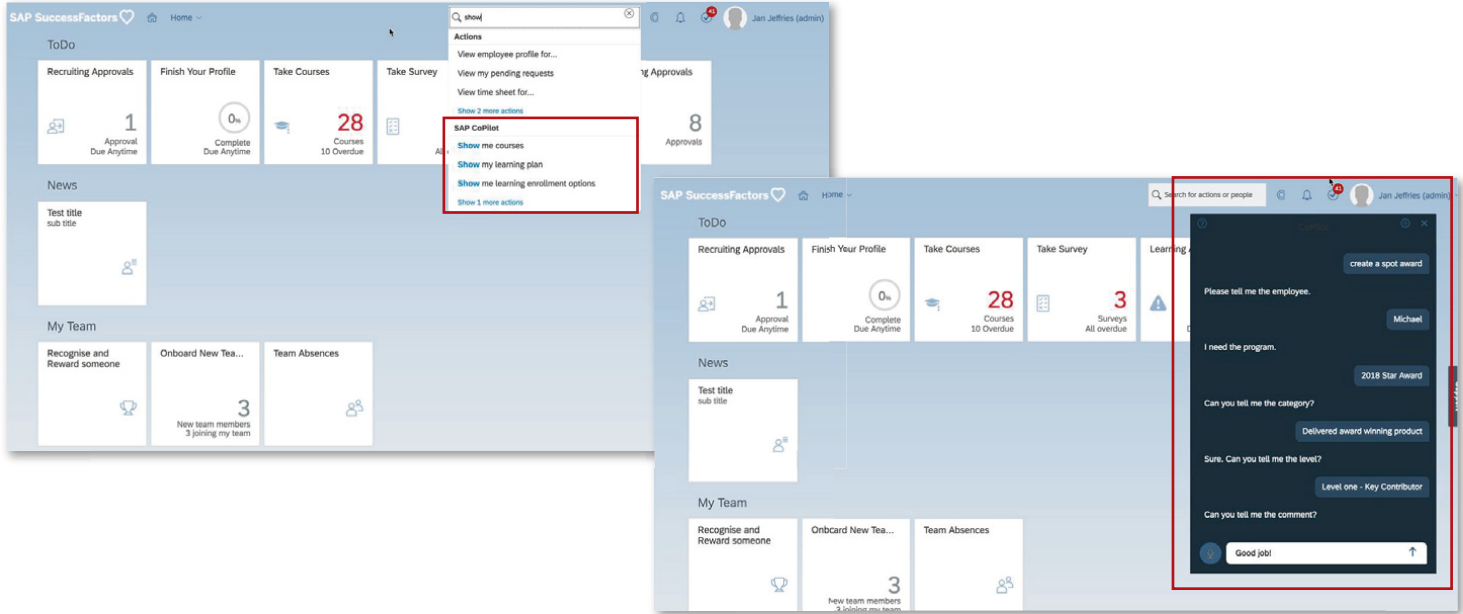 SAP SuccessFactors
Home
show
41
Jan Jeffries (admin)
ToDo
Recruiting Approvals
1
Approval
Due Anytime
Finish Your Profile
0%
Complete
Due Anytime
Take Courses
28
Courses
10 Overdue
Take Survey
Approvals
8
Approvals
Actions
View employee profile for...
View my pending requests
View time sheet for...
Show 2 more actions
SAP CoPilot
Show me courses
Show my learning plan
Show me learning enrollment options
Show 1 more actions
News
Test title
sub title
My Team
Recognise and
Reward someone
Onboard New Tea...
3
New team members
3 joining my team
Team Absences
SAP SuccessFactors
Home
Search for actions or people
41
Jan Jeffries (admin)
ToDo
Recruiting Approvals
1
Approval
Due Anytime
Finish Your Profile
0%
Complete
Due Anytime
Take Courses
28
Courses
10 Overdue
Take Survey
3
Surveys
All overdue
Learning
News
Test title
sub title
My Team
Recognise and
Reward someone
Onboard New Tea...
3
New team members
3 joining my team
Team Absences
CoPilot
create a spot award
Please tell me the employee.
Michael
I need the program.
2018 Star Award
Can you tell me the category?
Delivered award winning product
Sure. Can you tell me the level?
Level one - Key Contributor
Can you tell me the comment?
Good job!